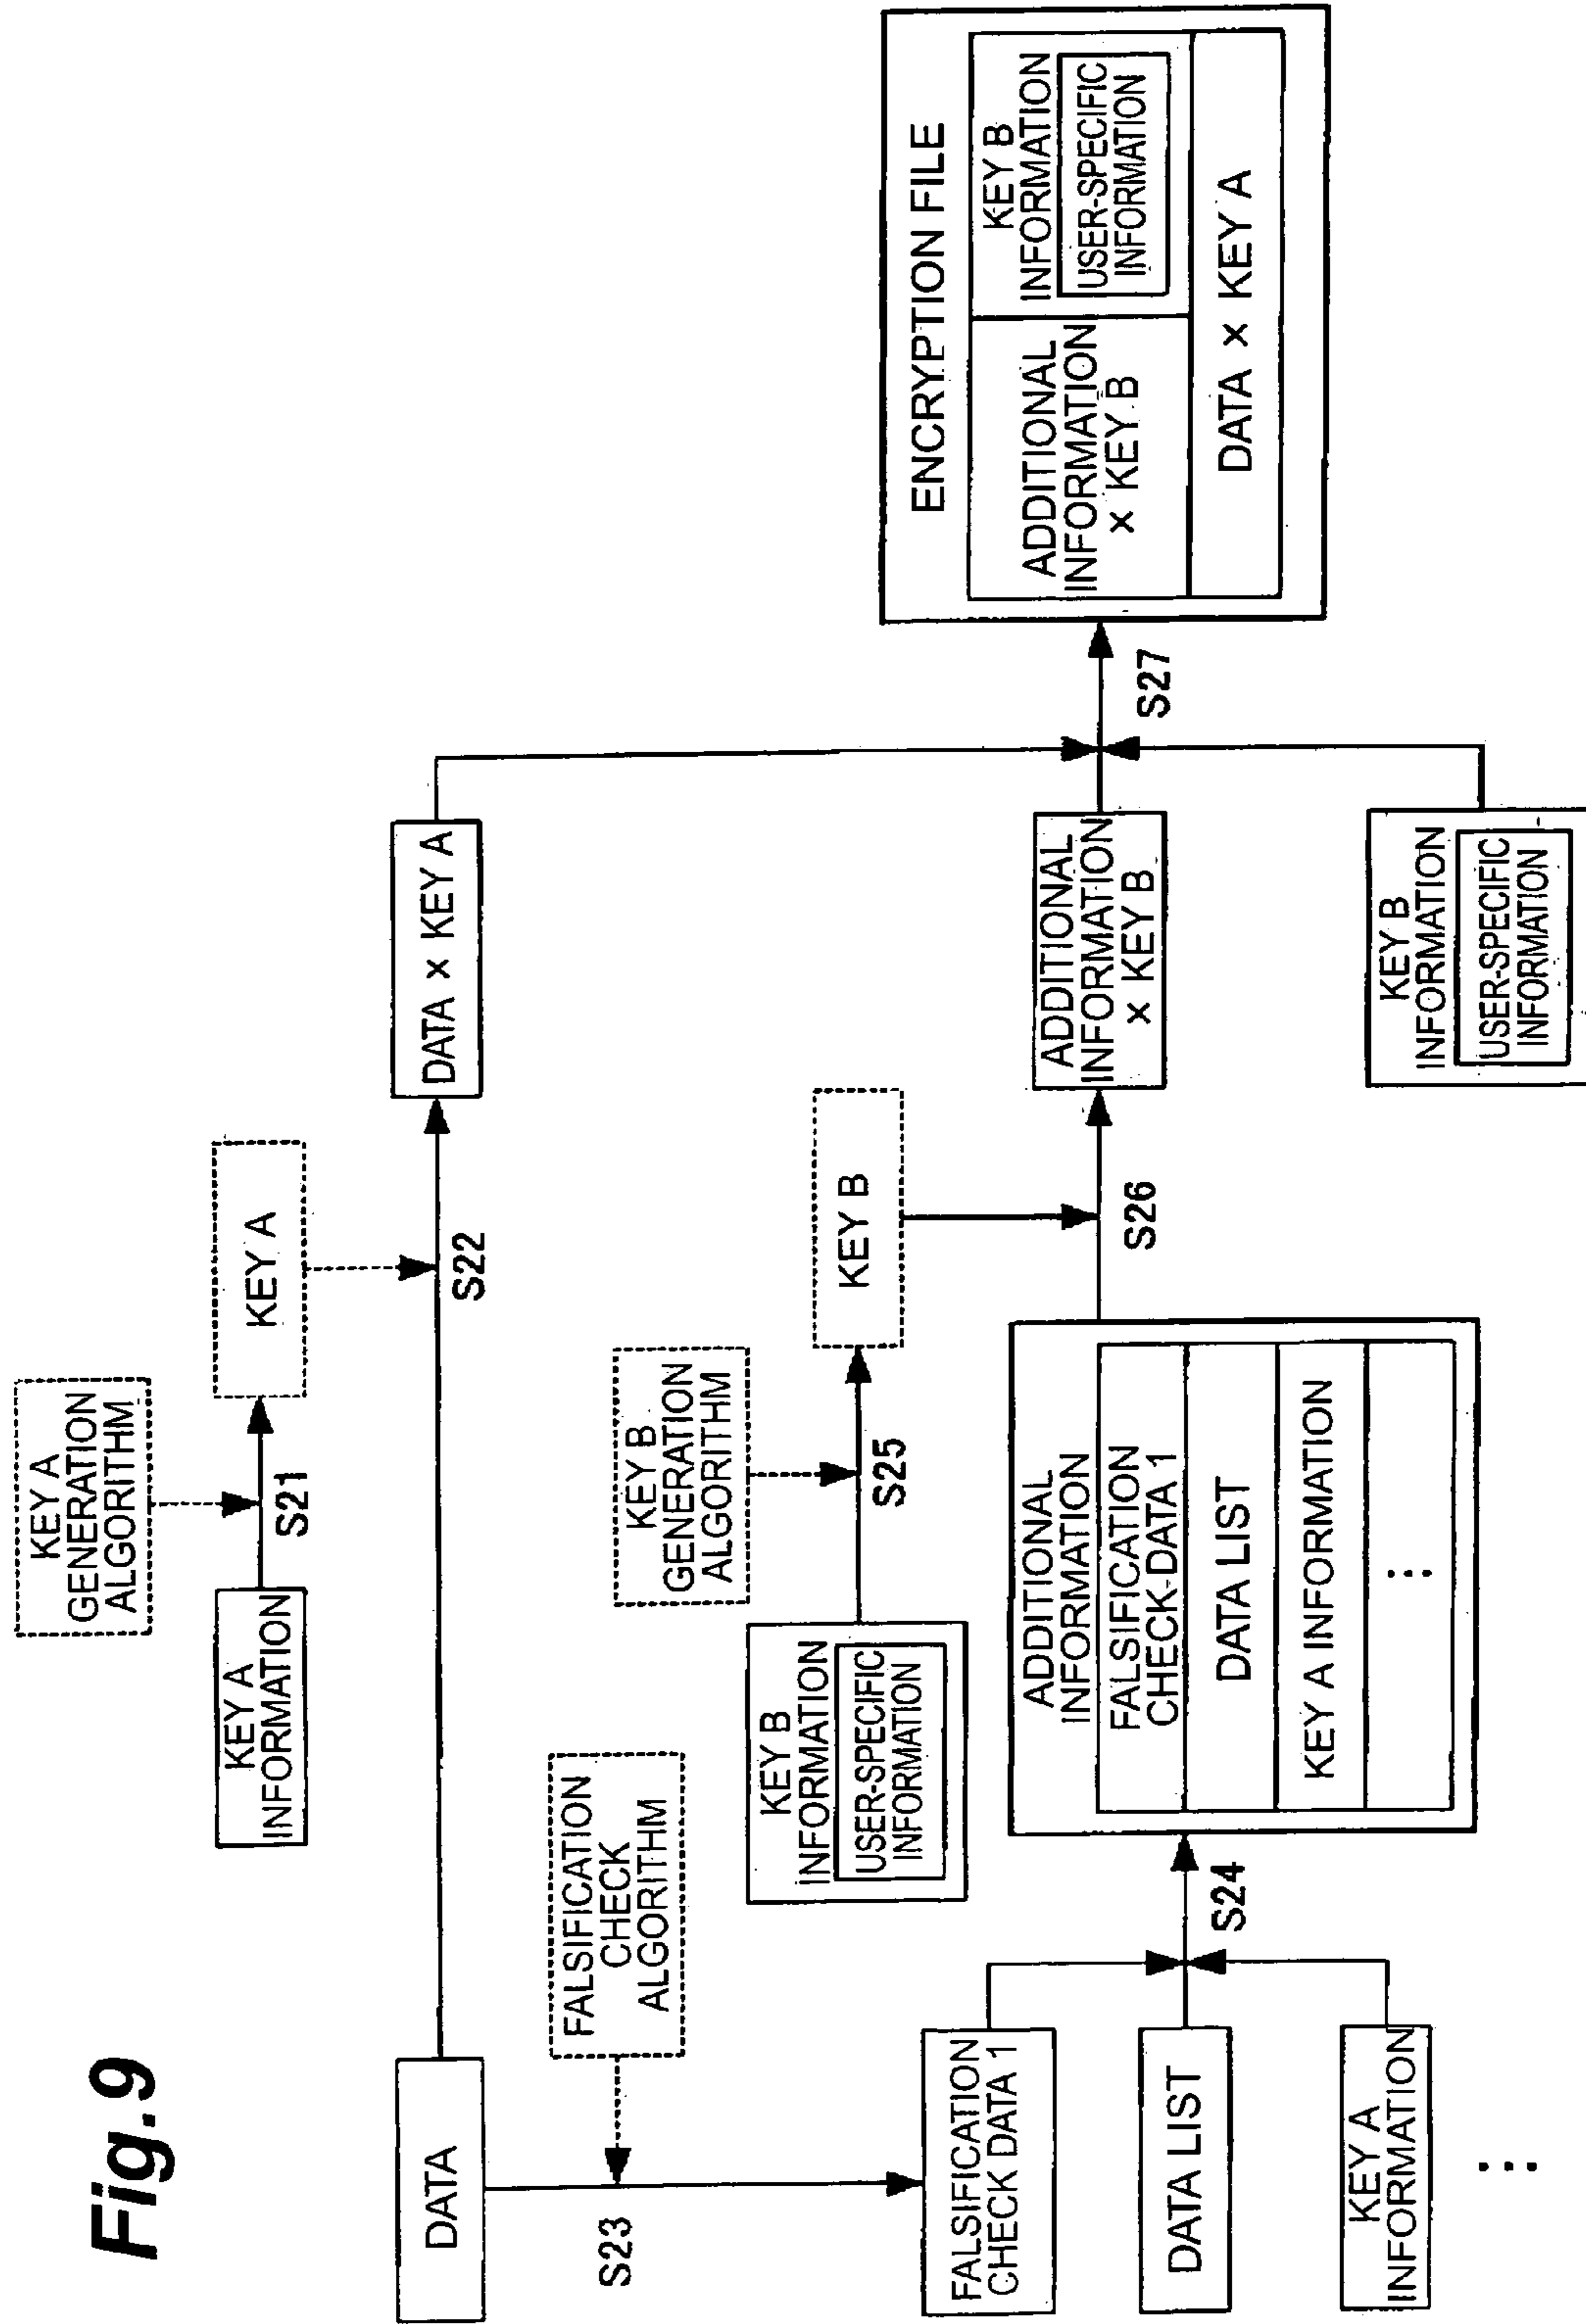 Fig.9
KEY A
GENERATION
ALGORITHM
KEY A
INFORMATION
S21
KEY A
DATA
S22
DATA × KEY A
FALSIFICATION
CHECK
ALGORITHM
S23
KEY B
GENERATION
ALGORITHM
KEY B
INFORMATION
USER-SPECIFIC
INFORMATION
S25
KEY B
FALSIFICATION
CHECK DATA 1
DATA LIST
KEY A
INFORMATION
⋮
S24
ADDITIONAL
INFORMATION
FALSIFICATION
CHECK DATA 1
DATA LIST
KEY A INFORMATION
⋮
S26
ADDITIONAL
INFORMATION
× KEY B
KEY B
INFORMATION
USER-SPECIFIC
INFORMATION
S27
ENCRYPTION FILE
ADDITIONAL
INFORMATION
× KEY B
KEY B
INFORMATION
USER-SPECIFIC
INFORMATION
DATA × KEY A